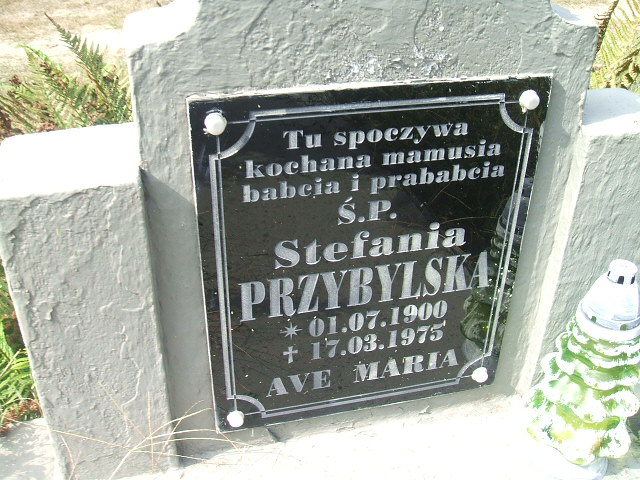 Tu spoczywa
kochana mamusia
babcia i prababcia
Ś.P.
Stefania
PRZYBYLSKA
* 01.07.1900
✝ 17.03.1975
AVE MARIA